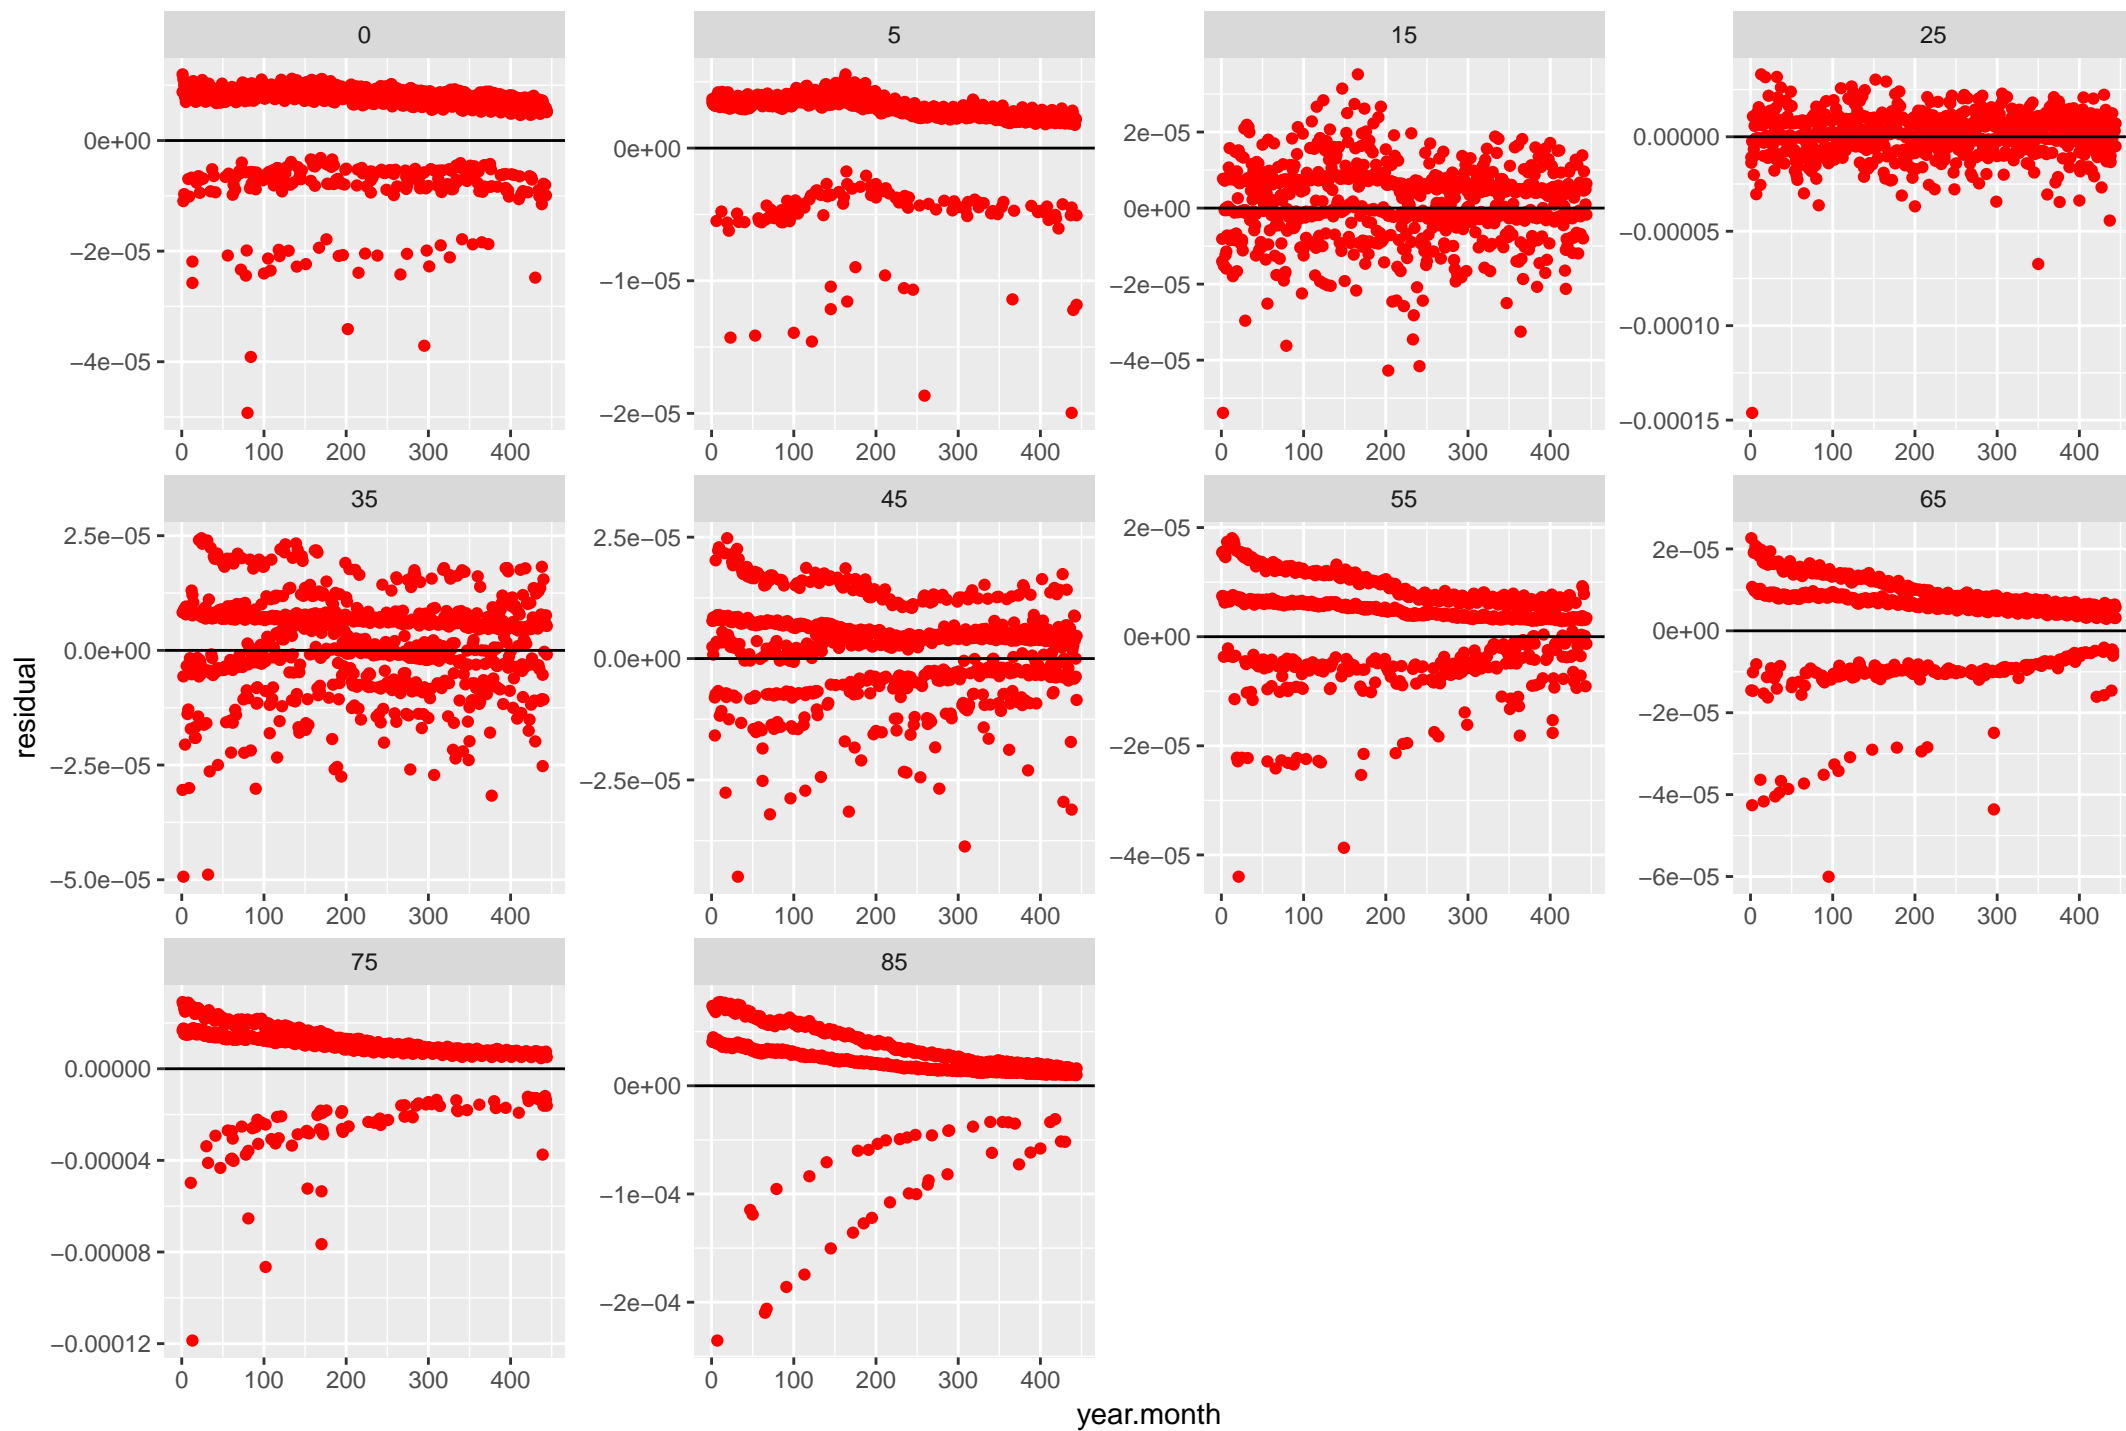 0 5 15 25
0e+00
−2e−05
−4e−05
0e+00
−1e−05
−2e−05
2e−05
0e+00
−2e−05
−4e−05
0.00000
−0.00005
−0.00010
−0.00015
0 100 200 300 400 0 100 200 300 400 0 100 200 300 400 0 100 200 300 400
35 45 55 65
2.5e−05
0.0e+00
−2.5e−05
−5.0e−05
2.5e−05
0.0e+00
−2.5e−05
2e−05
0e+00
−2e−05
−4e−05
2e−05
0e+00
−2e−05
−4e−05
−6e−05
0 100 200 300 400 0 100 200 300 400 0 100 200 300 400 0 100 200 300 400
75 85
0.00000
−0.00004
−0.00008
−0.00012
0e+00
−1e−04
−2e−04
0 100 200 300 400 0 100 200 300 400
residual
year.month